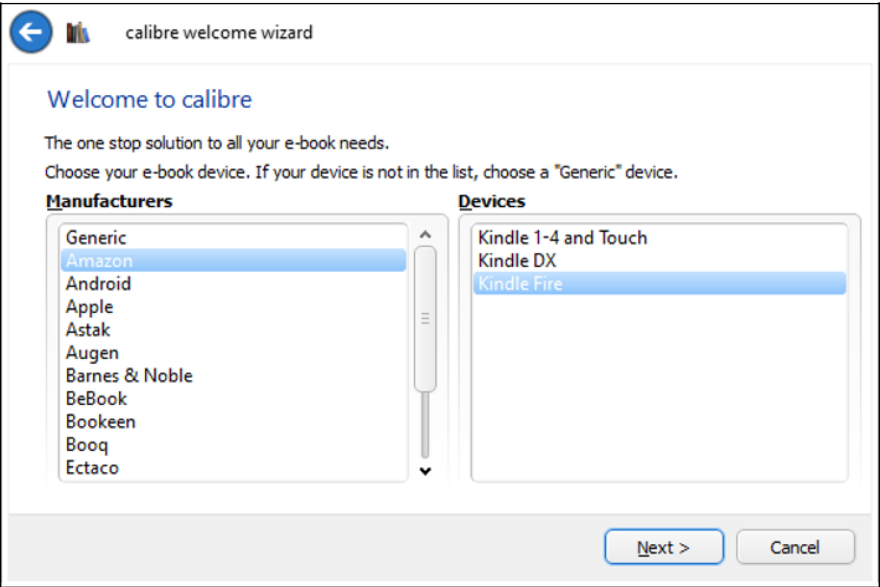 calibre welcome wizard
Welcome to calibre
The one stop solution to all your e-book needs.
Choose your e-book device. If your device is not in the list, choose a "Generic" device.
Manufacturers
Generic
Amazon
Android
Apple
Astak
Augen
Barnes & Noble
BeBook
Bookeen
Booq
Ectaco
Devices
Kindle 1-4 and Touch
Kindle DX
Kindle Fire
Next >
Cancel